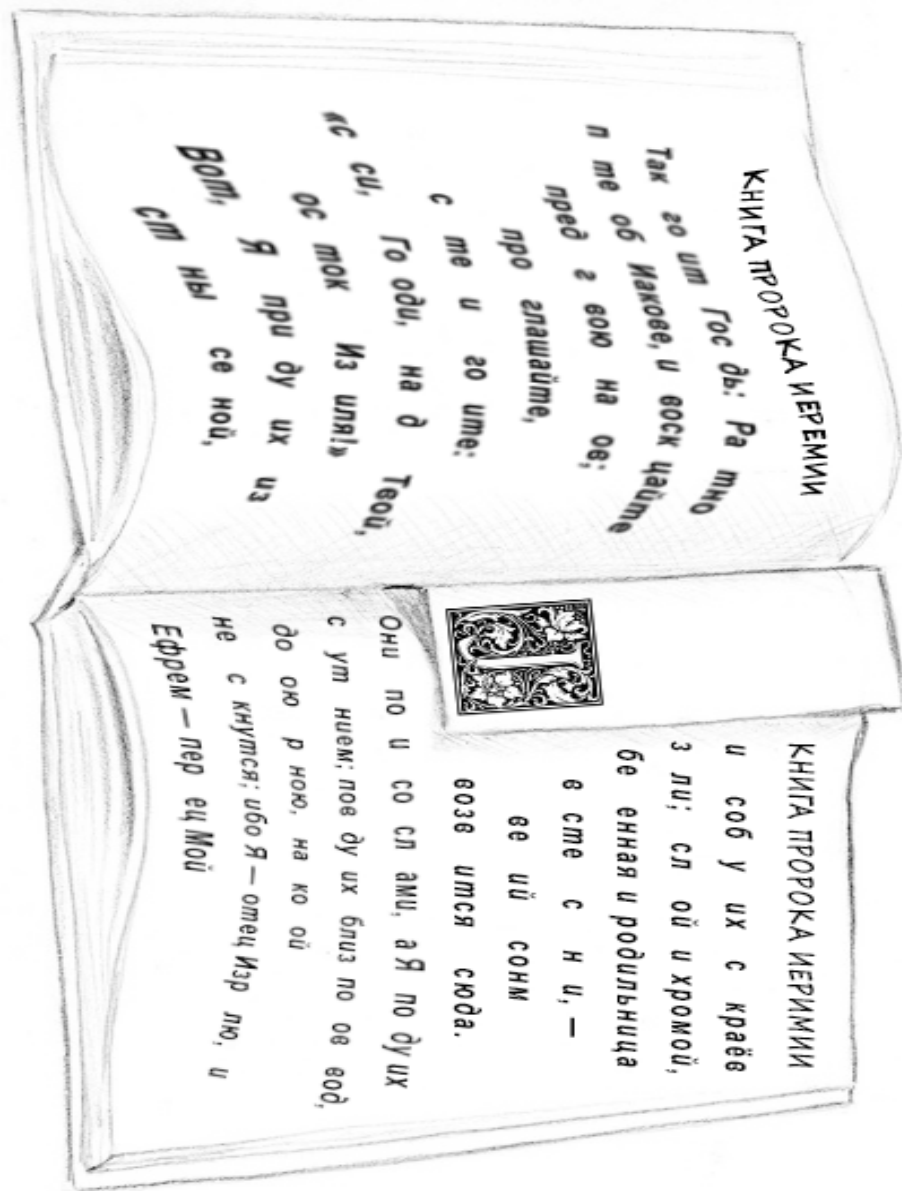 КНИГА ПРОРОКА ИЕРЕМИИ
Так го ит Гос дь: Ра тно
п те об Иакове, и воск цайте
пред г вою на ов;
про глашайте,
с те и го ите:
«с си, Го оди, на д Твой,
ос ток Из иля!»
Вот, Я при ду их из
ст ны се ной,
КНИГА ПРОРОКА ИЕРИМИИ
и соб у их с краёв
з ли; сл ой и хромой,
бе енная и родильница
в сте с н и, —
ве ий сонм
возв ится сюда.
Они по и со сл ами, а Я по ду их
с ут нием; пов ду их близ по ов вод,
до ою р ною, на ко ой
не с кнутся; ибо Я — отец Изр лю, и
Ефрем — пер ец Мой